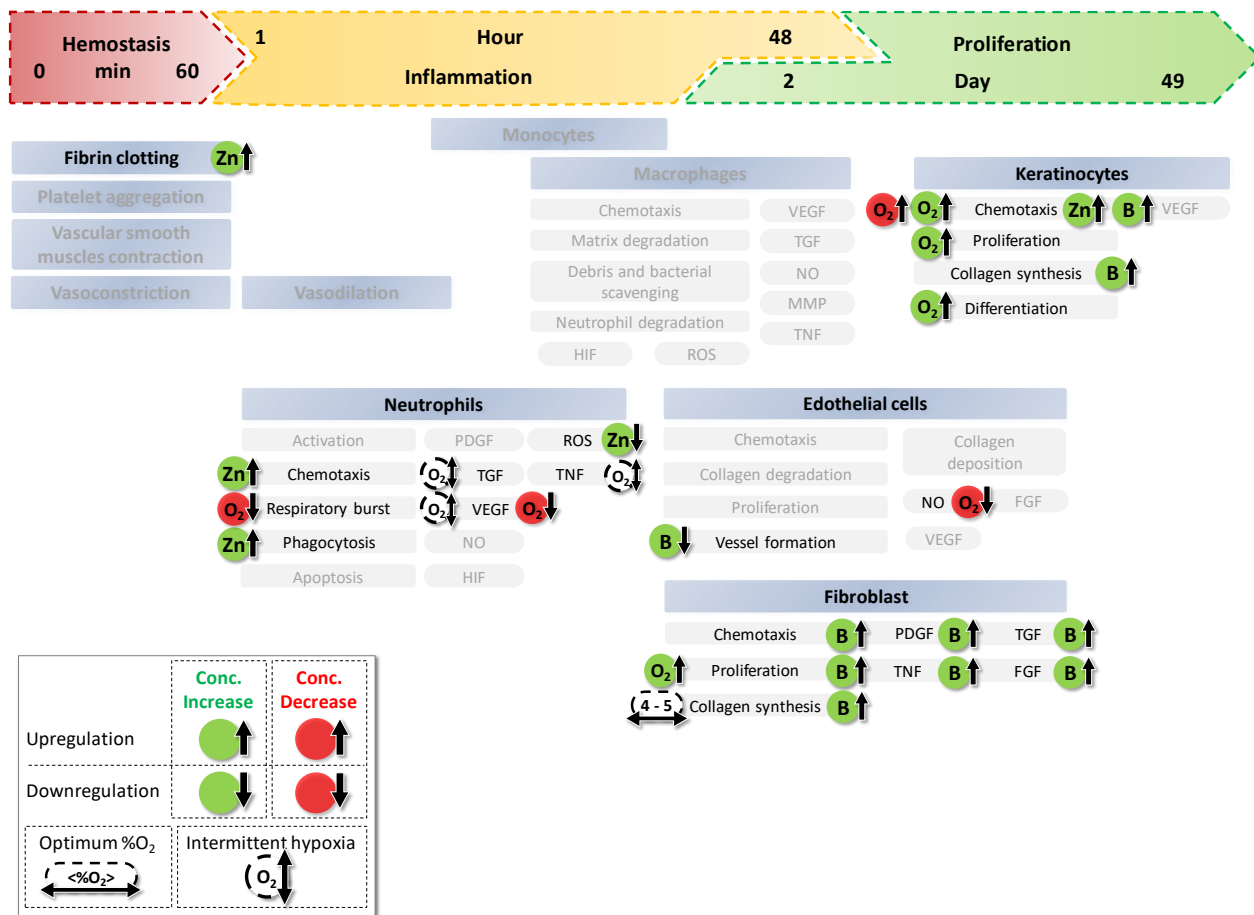 Hemostasis
0 min 60
1 Hour 48
Inflammation
Proliferation
2 Day 49
Monocytes
Fibrin clotting Zn
Platelet aggregation
Vascular smooth
muscles contraction
Vasoconstriction
Vasodilation
Macrophages
Chemotaxis VEGF
Matrix degradation TGF
Debris and bacterial
scavenging
NO
MMP
Neutrophil degradation
TNF
HIF ROS
Keratinocytes
O₂ O₂ Chemotaxis Zn B VEGF
O₂ Proliferation
Collagen synthesis B
O₂ Differentiation
Neutrophils
Activation PDGF ROS Zn
Zn Chemotaxis O₂ TGF TNF O₂
O₂ Respiratory burst O₂ VEGF O₂
Zn Phagocytosis NO
Apoptosis HIF
Edothelial cells
Chemotaxis
Collagen
deposition
Collagen degradation
Proliferation NO O₂ FGF
B Vessel formation VEGF
Fibroblast
Chemotaxis B PDGF B TGF B
O₂ Proliferation B TNF B FGF B
4 - 5 Collagen synthesis B
Conc.
Increase
Conc.
Decrease
Upregulation
Downregulation
Optimum %O₂
<%O₂>
Intermittent hypoxia
O₂